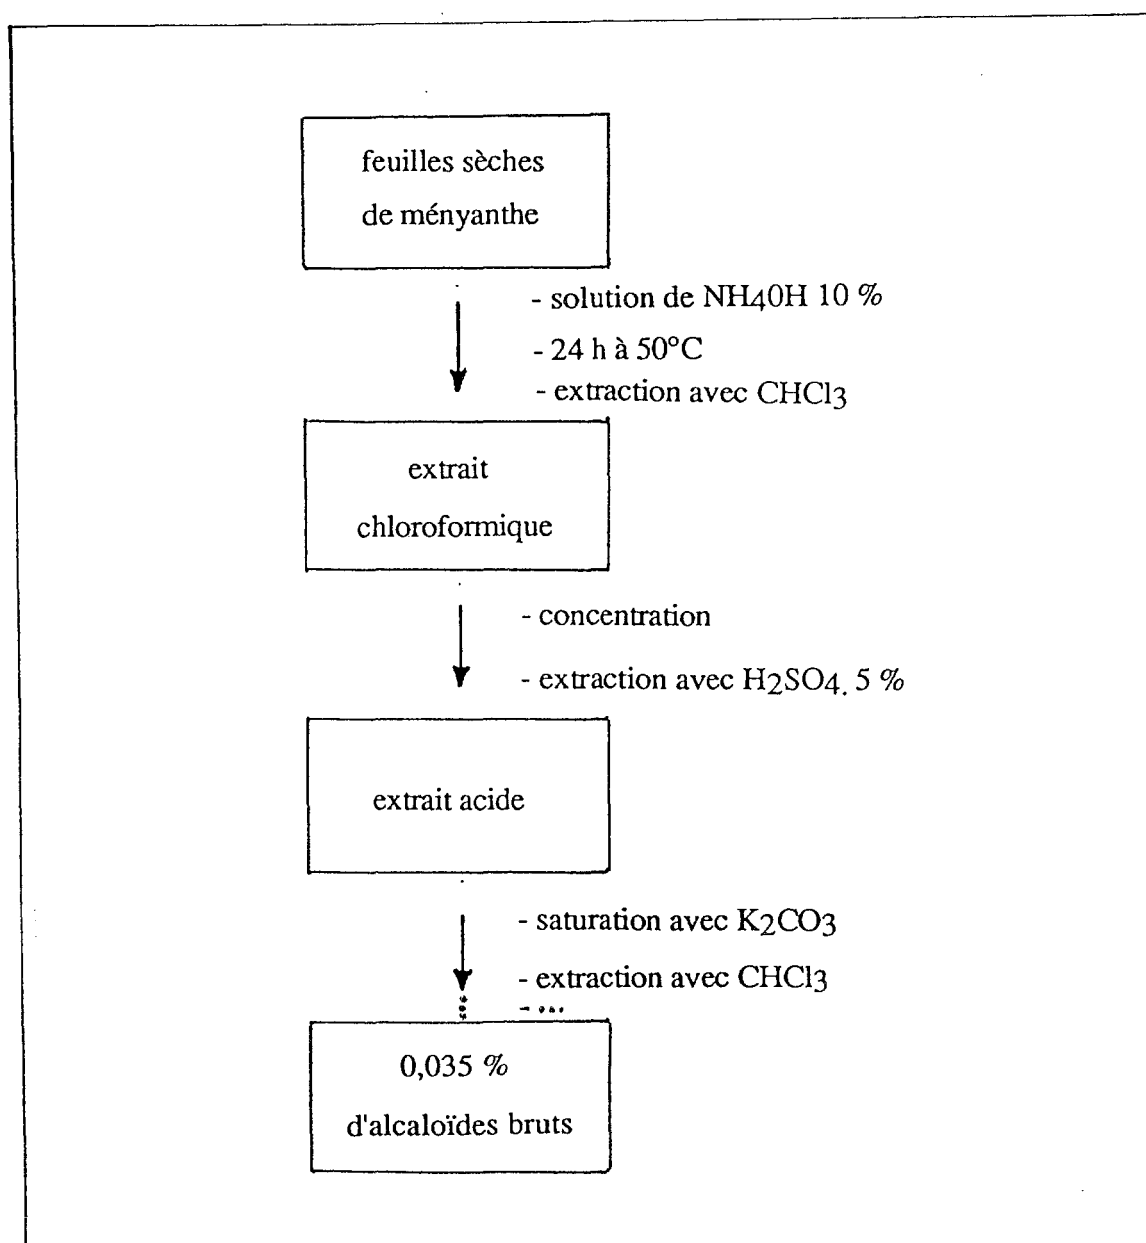 feuilles sèches
de ményanthe
- solution de NH40H 10 %
- 24 h à 50°C
- extraction avec CHCl3
extrait
chloroformique
- concentration
- extraction avec H2SO4. 5 %
extrait acide
- saturation avec K2CO3
- extraction avec CHCl3
- ...
0,035 %
d'alcaloïdes bruts